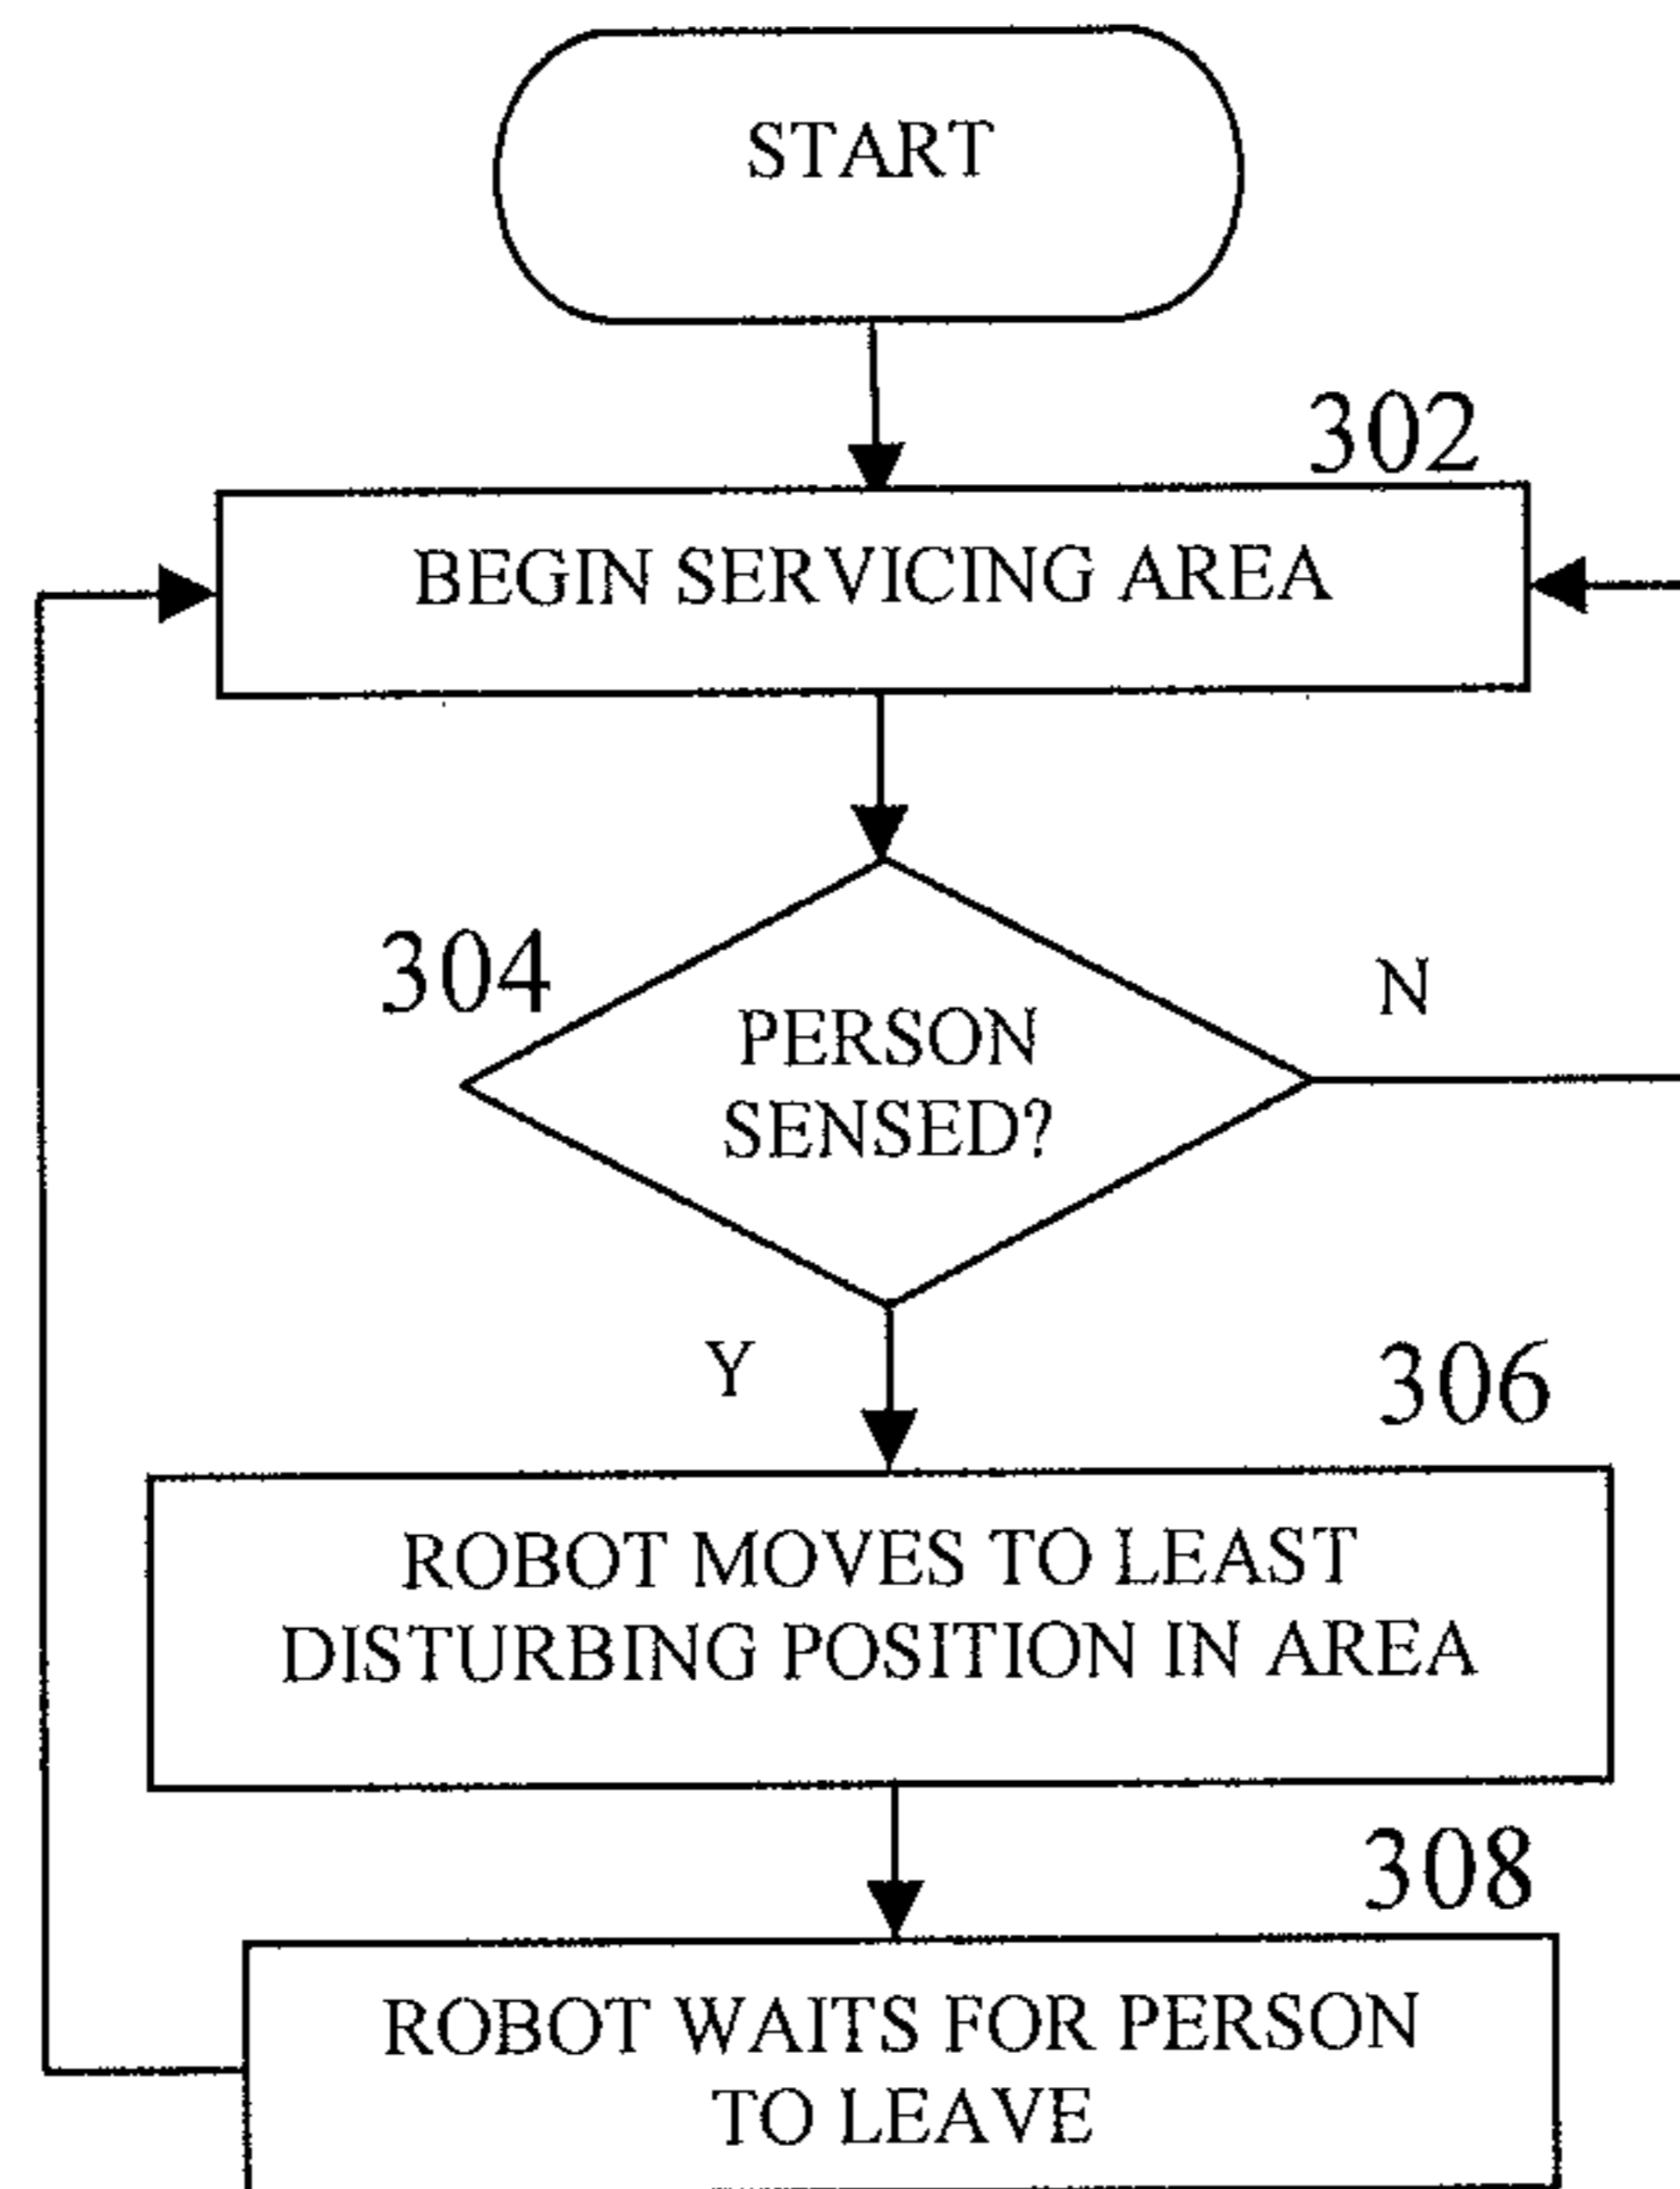 START
302
BEGIN SERVICING AREA
304
PERSON
SENSED?
N
Y
306
ROBOT MOVES TO LEAST
DISTURBING POSITION IN AREA
308
ROBOT WAITS FOR PERSON
TO LEAVE